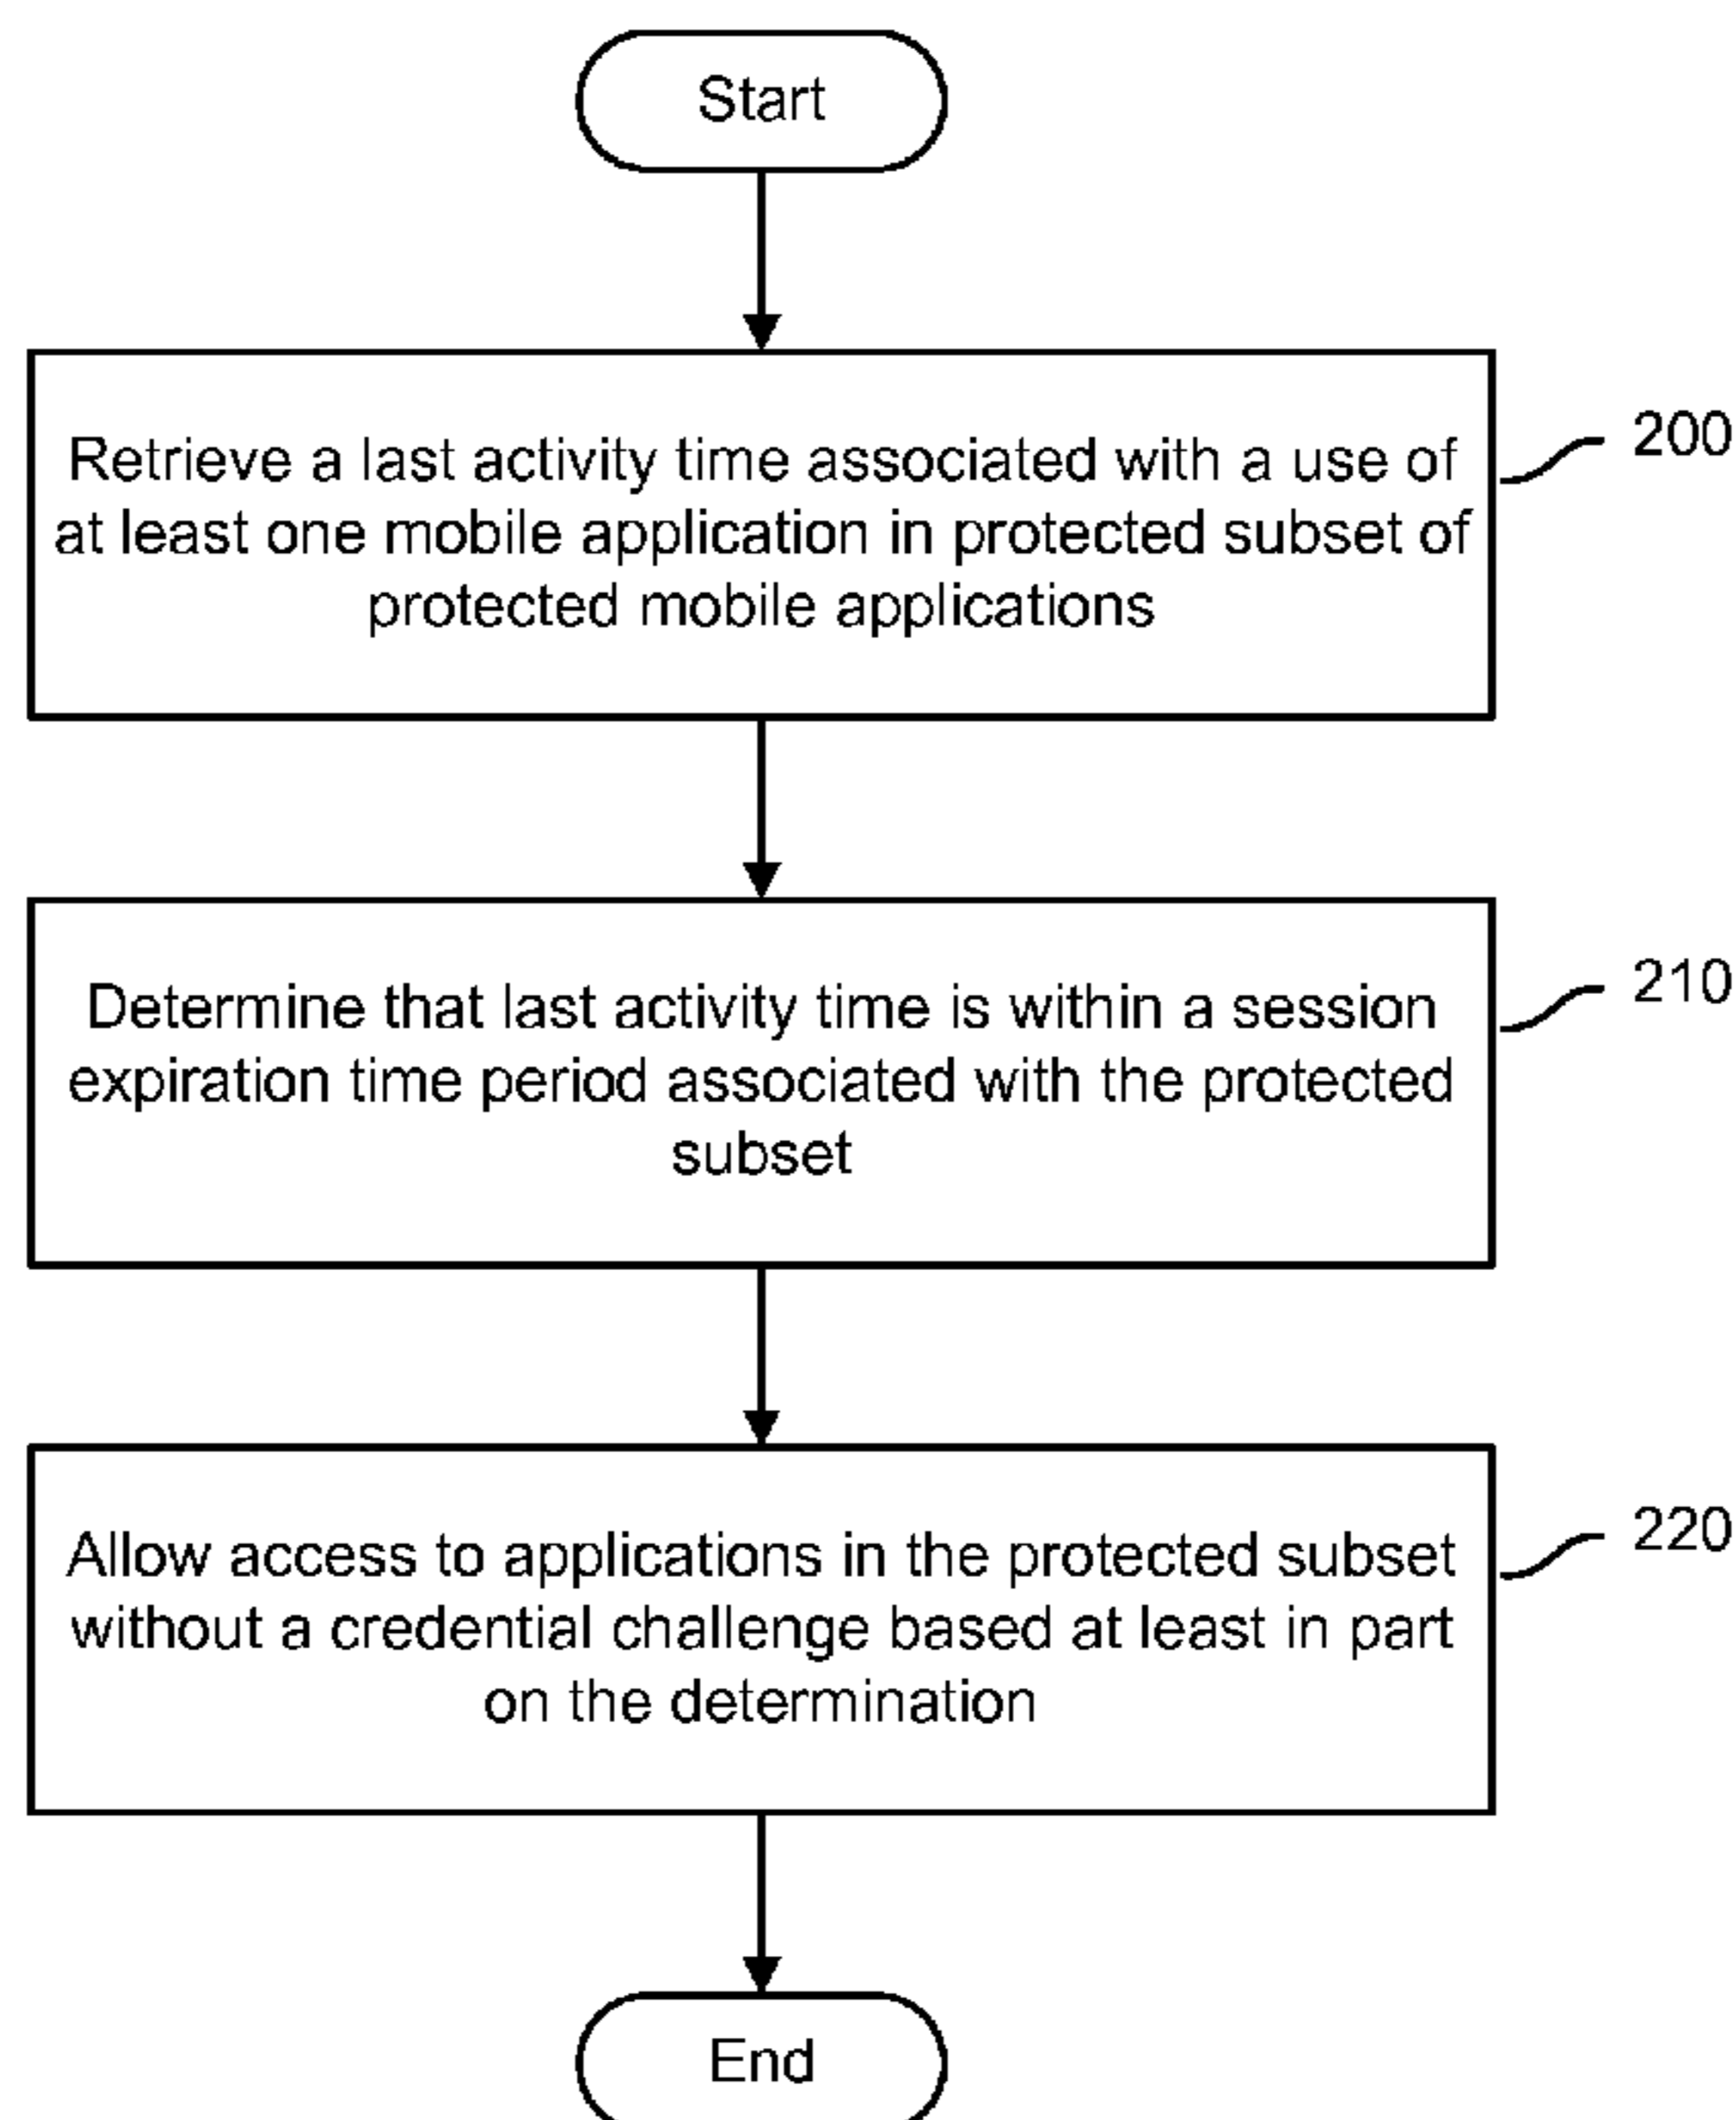 Start
Retrieve a last activity time associated with a use of
at least one mobile application in protected subset of
protected mobile applications
200
Determine that last activity time is within a session
expiration time period associated with the protected
subset
210
Allow access to applications in the protected subset
without a credential challenge based at least in part
on the determination
220
End